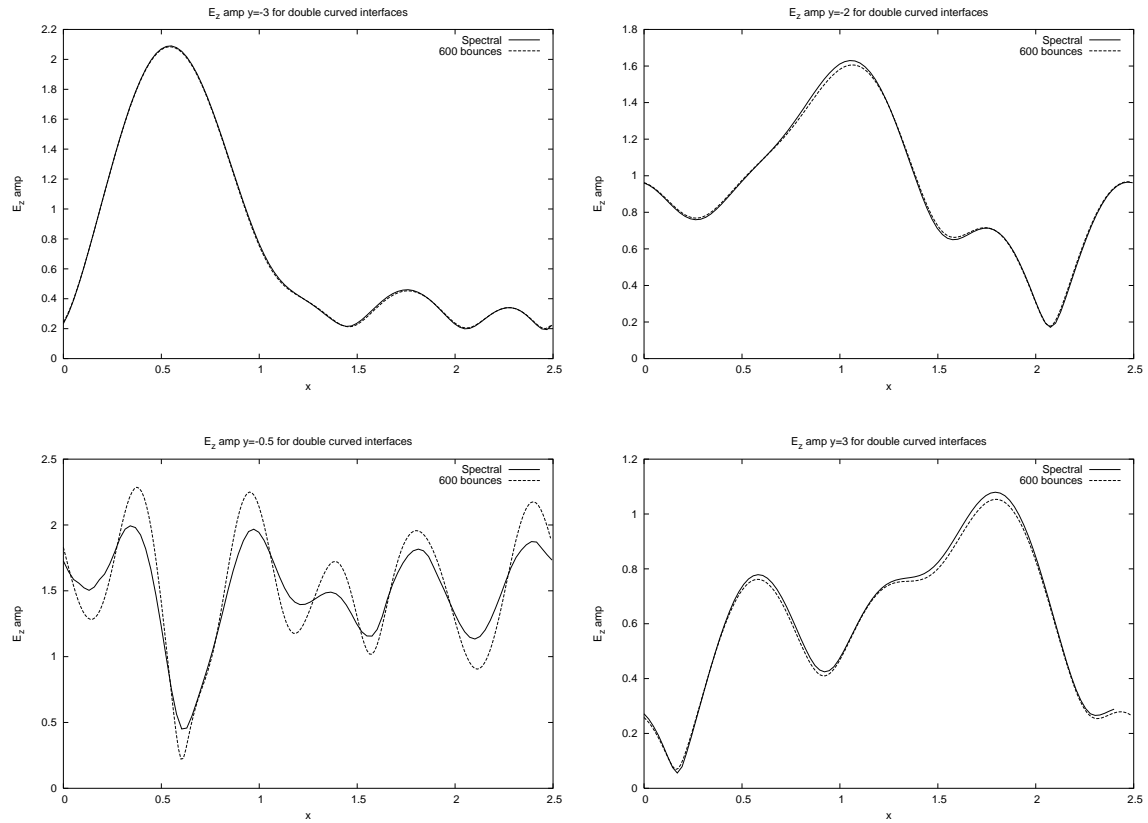 E_z amp y=-3 for double curved interfaces
Spectral
600 bounces
2.2
2
1.8
1.6
1.4
1.2
1
0.8
0.6
0.4
0.2
0
E_z amp
0 0.5 1 1.5 2 2.5
x
E_z amp y=-2 for double curved interfaces
Spectral
600 bounces
1.8
1.6
1.4
1.2
1
0.8
0.6
0.4
0.2
0
E_z amp
0 0.5 1 1.5 2 2.5
x
E_z amp y=-0.5 for double curved interfaces
Spectral
600 bounces
2.5
2
1.5
1
0.5
0
E_z amp
0 0.5 1 1.5 2 2.5
x
E_z amp y=3 for double curved interfaces
Spectral
600 bounces
1.2
1
0.8
0.6
0.4
0.2
0
E_z amp
0 0.5 1 1.5 2 2.5
x